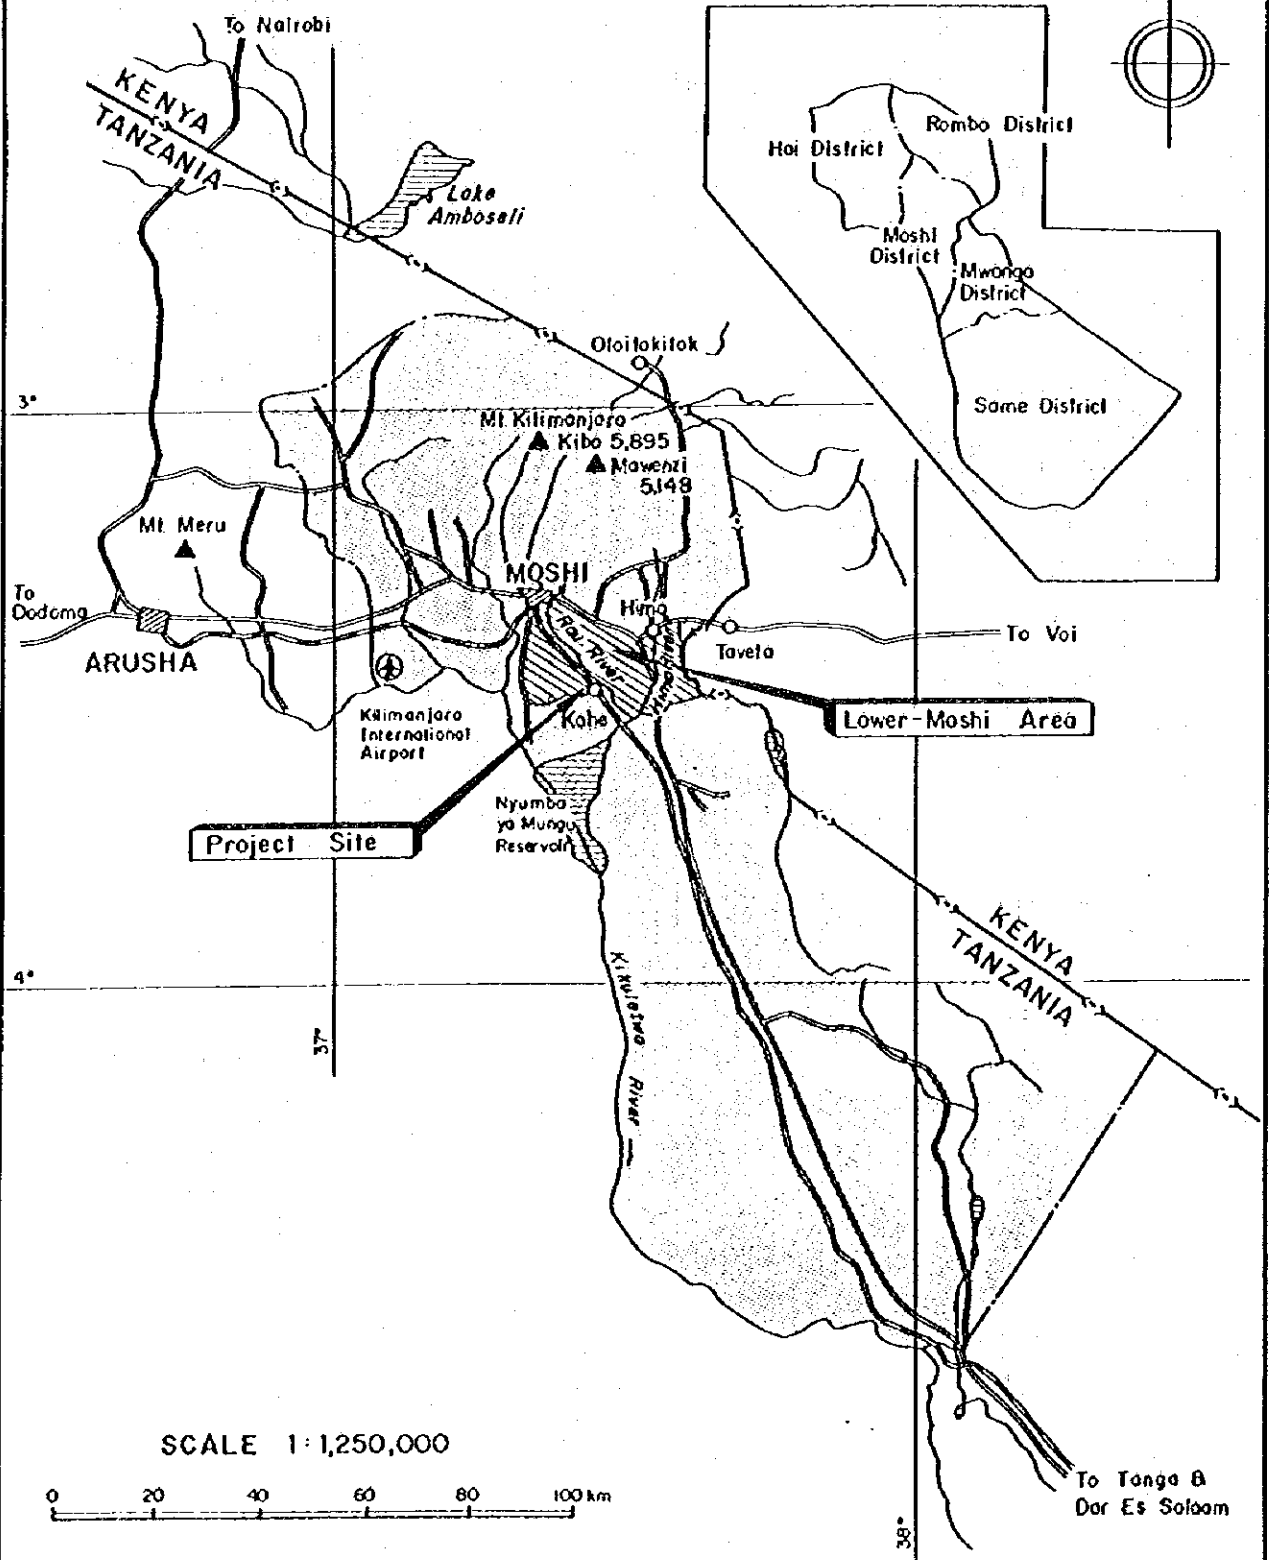 To Nairobi
KENYA
TANZANIA
Lake
Amboseli
Hai District
Rombo District
Moshi
District
Mwanga
District
Same District
Oloitokitok
3°
Mt. Kilimanjaro
Kibo 5,895
Mawenzi
5,148
Mt. Meru
MOSHI
To
Dodoma
Himo
Rau River
To Voi
Taveta
ARUSHA
Kahe
Lower-Moshi Area
Kilimanjaro
International
Airport
Nyumba
ya Mungu
Reservoir
Project Site
KENYA
TANZANIA
Kikuletwa River
4°
37°
SCALE 1:1,250,000
0 20 40 60 80 100 km
38°
To Tanga &
Dar Es Salaam